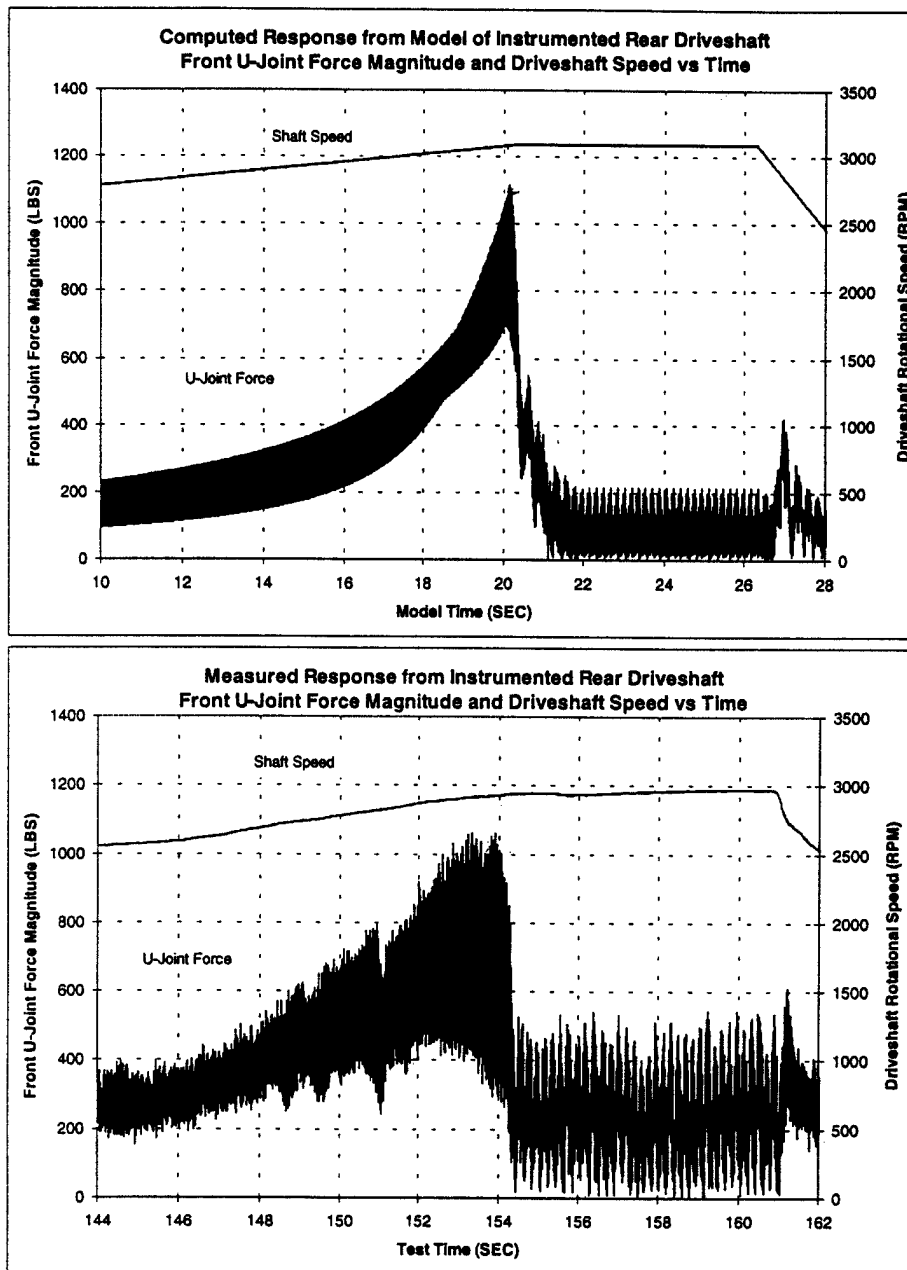 Computed Response from Model of Instrumented Rear Driveshaft
Front U-Joint Force Magnitude and Driveshaft Speed vs Time
Front U-Joint Force Magnitude (LBS)
1400
1200
1000
800
600
400
200
0
Shaft Speed
U-Joint Force
3500
3000
2500
2000
1500
1000
500
0
Driveshaft Rotational Speed (RPM)
10 12 14 16 18 20 22 24 26 28
Model Time (SEC)
Measured Response from Instrumented Rear Driveshaft
Front U-Joint Force Magnitude and Driveshaft Speed vs Time
Front U-Joint Force Magnitude (LBS)
1400
1200
1000
800
600
400
200
0
Shaft Speed
U-Joint Force
3500
3000
2500
2000
1500
1000
500
0
Driveshaft Rotational Speed (RPM)
144 146 148 150 152 154 156 158 160 162
Test Time (SEC)